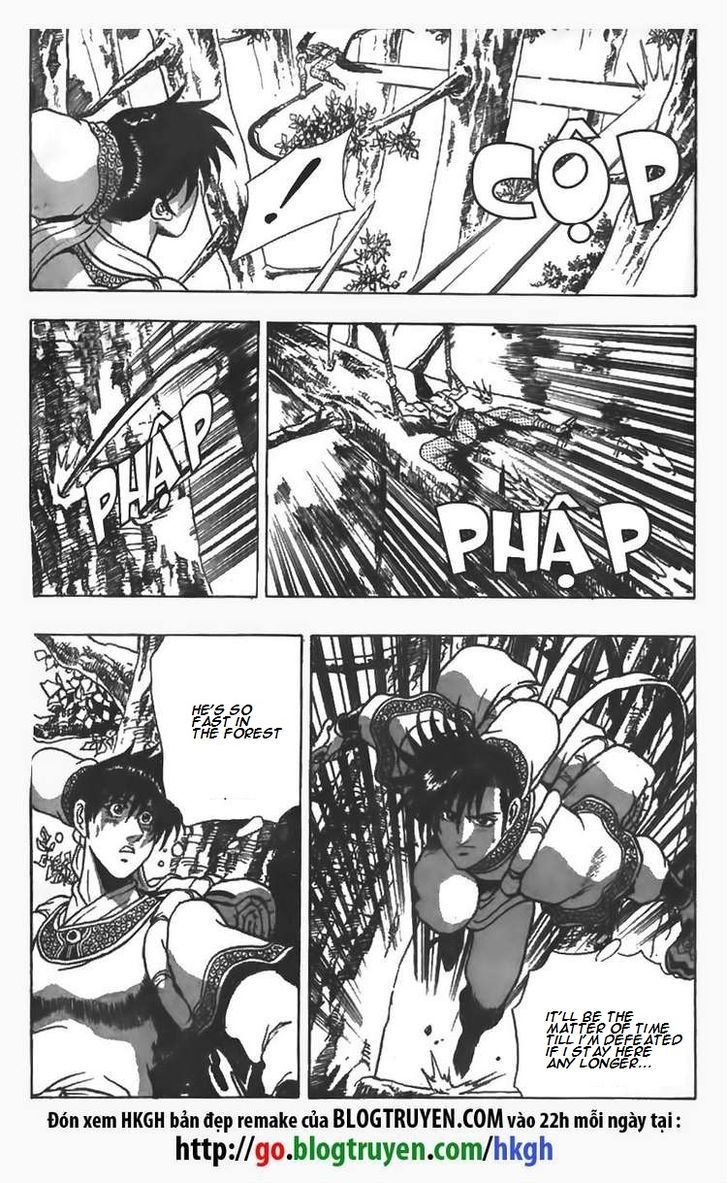 !
CỘP
PHẬP
PHẬP
HE'S SO
FAST IN
THE FOREST
IT'LL BE THE
MATTER OF TIME
TILL I'M DEFEATED
IF I STAY HERE
ANY LONGER...
Đón xem HKGH bản đẹp remake của BLOGTRUYEN.COM vào 22h mỗi ngày tại :
http://go.blogtruyen.com/hkgh